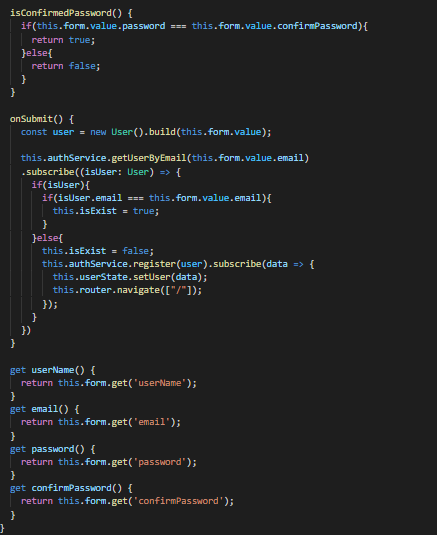 isConfirmedPassword() {
if(this.form.value.password === this.form.value.confirmPassword){
return true;
}else{
return false;
}
}
onSubmit() {
const user = new User().build(this.form.value);
this.authService.getUserByEmail(this.form.value.email)
.subscribe((isUser: User) => {
if(isUser){
if(isUser.email === this.form.value.email){
this.isExist = true;
}
}else{
this.isExist = false;
this.authService.register(user).subscribe(data => {
this.userState.setUser(data);
this.router.navigate(["/"]);
});
}
})
}
get userName() {
return this.form.get('userName');
}
get email() {
return this.form.get('email');
}
get password() {
return this.form.get('password');
}
get confirmPassword() {
return this.form.get('confirmPassword');
}
}